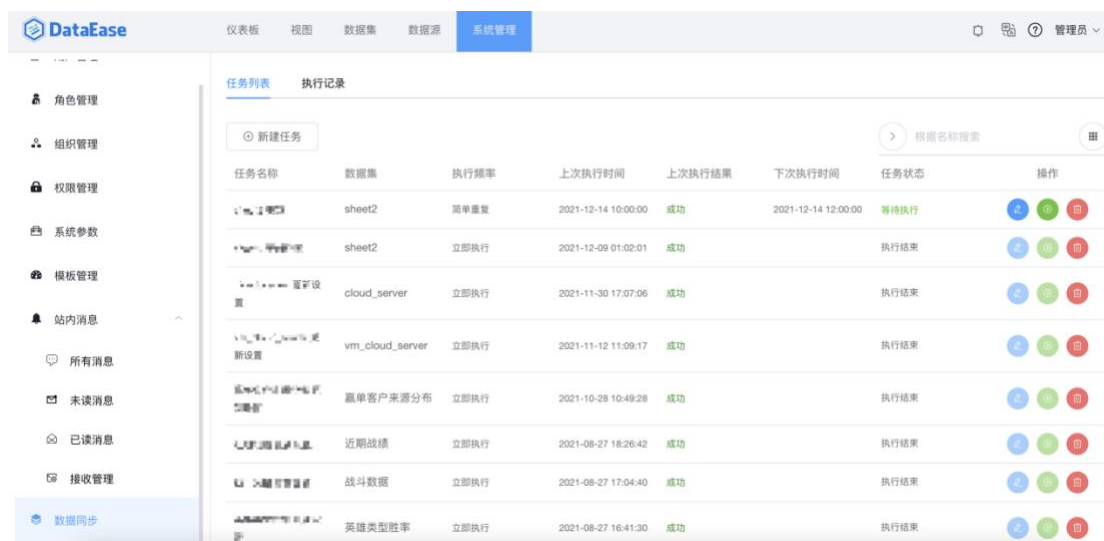 DataEase
仪表板 视图 数据集 数据源 系统管理
管理员
角色管理
组织管理
权限管理
系统参数
模板管理
站内消息
所有消息
未读消息
已读消息
接收管理
数据同步
任务列表 执行记录
新建任务
根据名称搜索
任务名称 数据集 执行频率 上次执行时间 上次执行结果 下次执行时间 任务状态 操作
sheet2 简单重复 2021-12-14 10:00:00 成功 2021-12-14 12:00:00 等待执行
sheet2 立即执行 2021-12-09 01:02:01 成功 执行结束
更新设
置
cloud_server 立即执行 2021-11-30 17:07:06 成功 执行结束
新设置
vm_cloud_server 立即执行 2021-11-12 11:09:17 成功 执行结束
赢单客户来源分布 立即执行 2021-10-28 10:49:28 成功 执行结束
近期战绩 立即执行 2021-08-27 18:26:42 成功 执行结束
战斗数据 立即执行 2021-08-27 17:04:40 成功 执行结束
英雄类型胜率 立即执行 2021-08-27 16:41:30 成功 执行结束